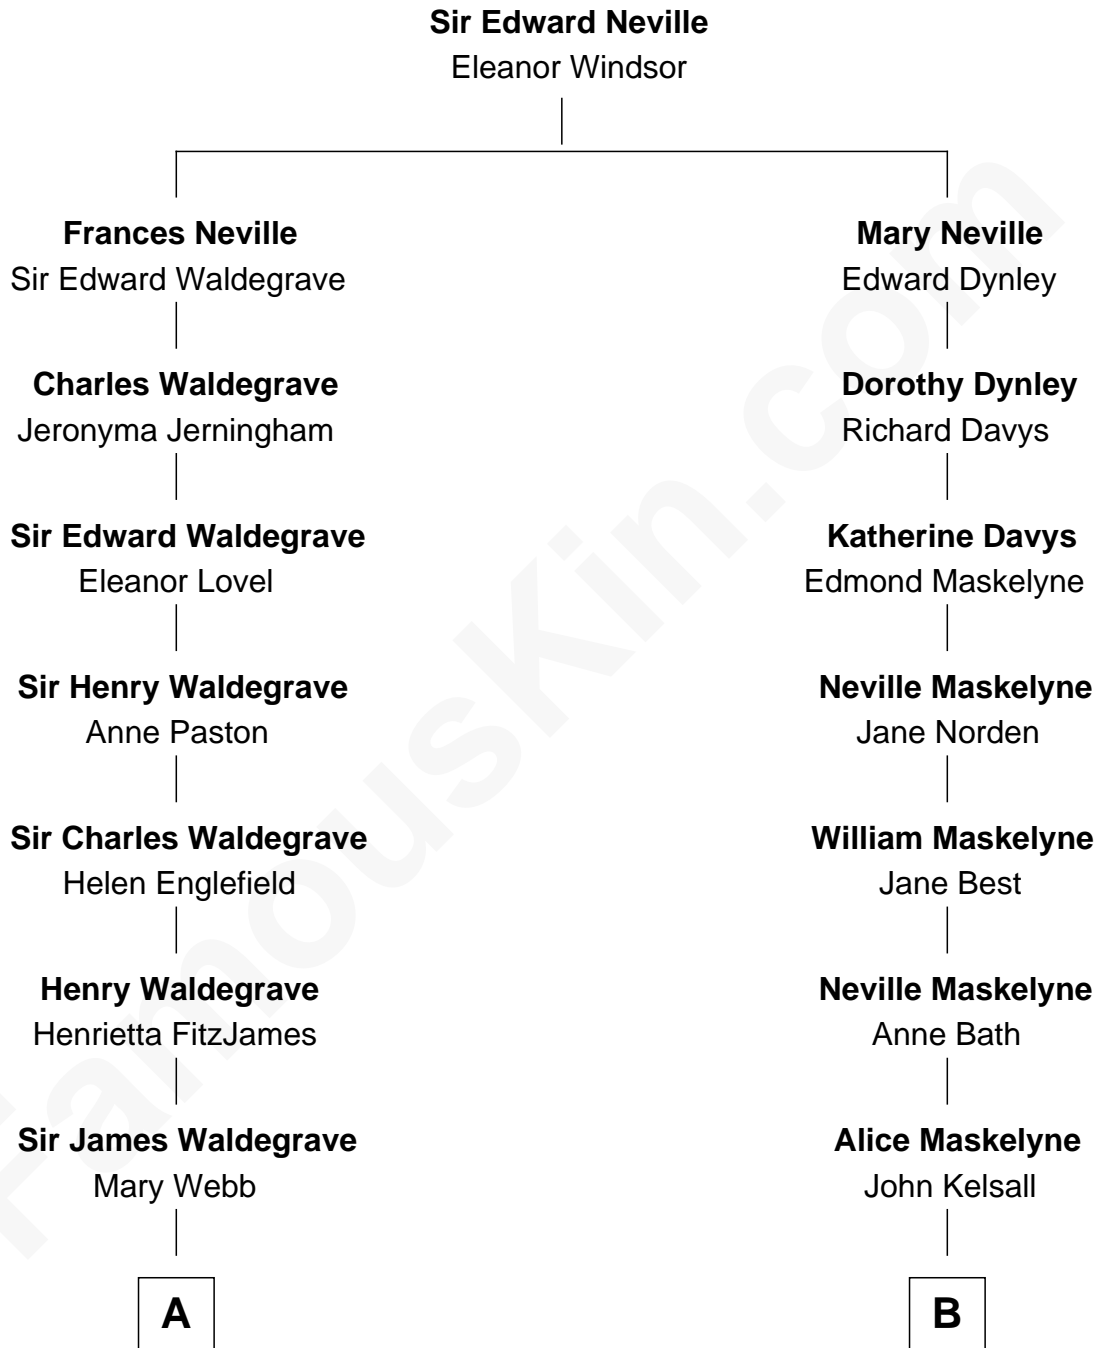 Sir Edward Neville
Eleanor Windsor
Frances Neville
Sir Edward Waldegrave
Mary Neville
Edward Dynley
Charles Waldegrave
Jeronyma Jerningham
Dorothy Dynley
Richard Davys
Sir Edward Waldegrave
Eleanor Lovel
Katherine Davys
Edmond Maskelyne
Sir Henry Waldegrave
Anne Paston
Neville Maskelyne
Jane Norden
Sir Charles Waldegrave
Helen Englefield
William Maskelyne
Jane Best
Henry Waldegrave
Henrietta FitzJames
Neville Maskelyne
Anne Bath
Sir James Waldegrave
Mary Webb
Alice Maskelyne
John Kelsall
A
B
FamousKin.com